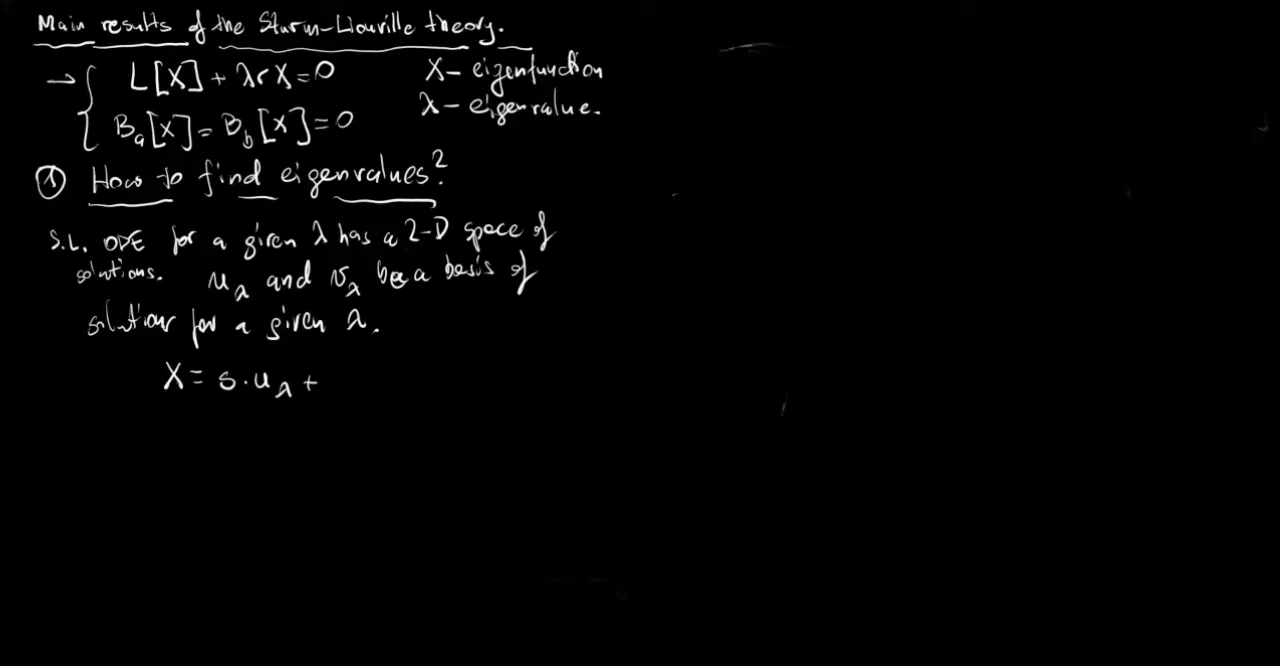 Main results of the Sturm-Liouville theory.
→ { L[X] + λrX = 0 X - eigenfunction
B_a[X] = B_b[X] = 0 λ - eigenvalue.
① How to find eigenvalues?
S.L. ODE for a given λ has a 2-D space of
solutions. u_λ and v_λ be a basis of
solutions for a given λ.
X = s · u_λ +